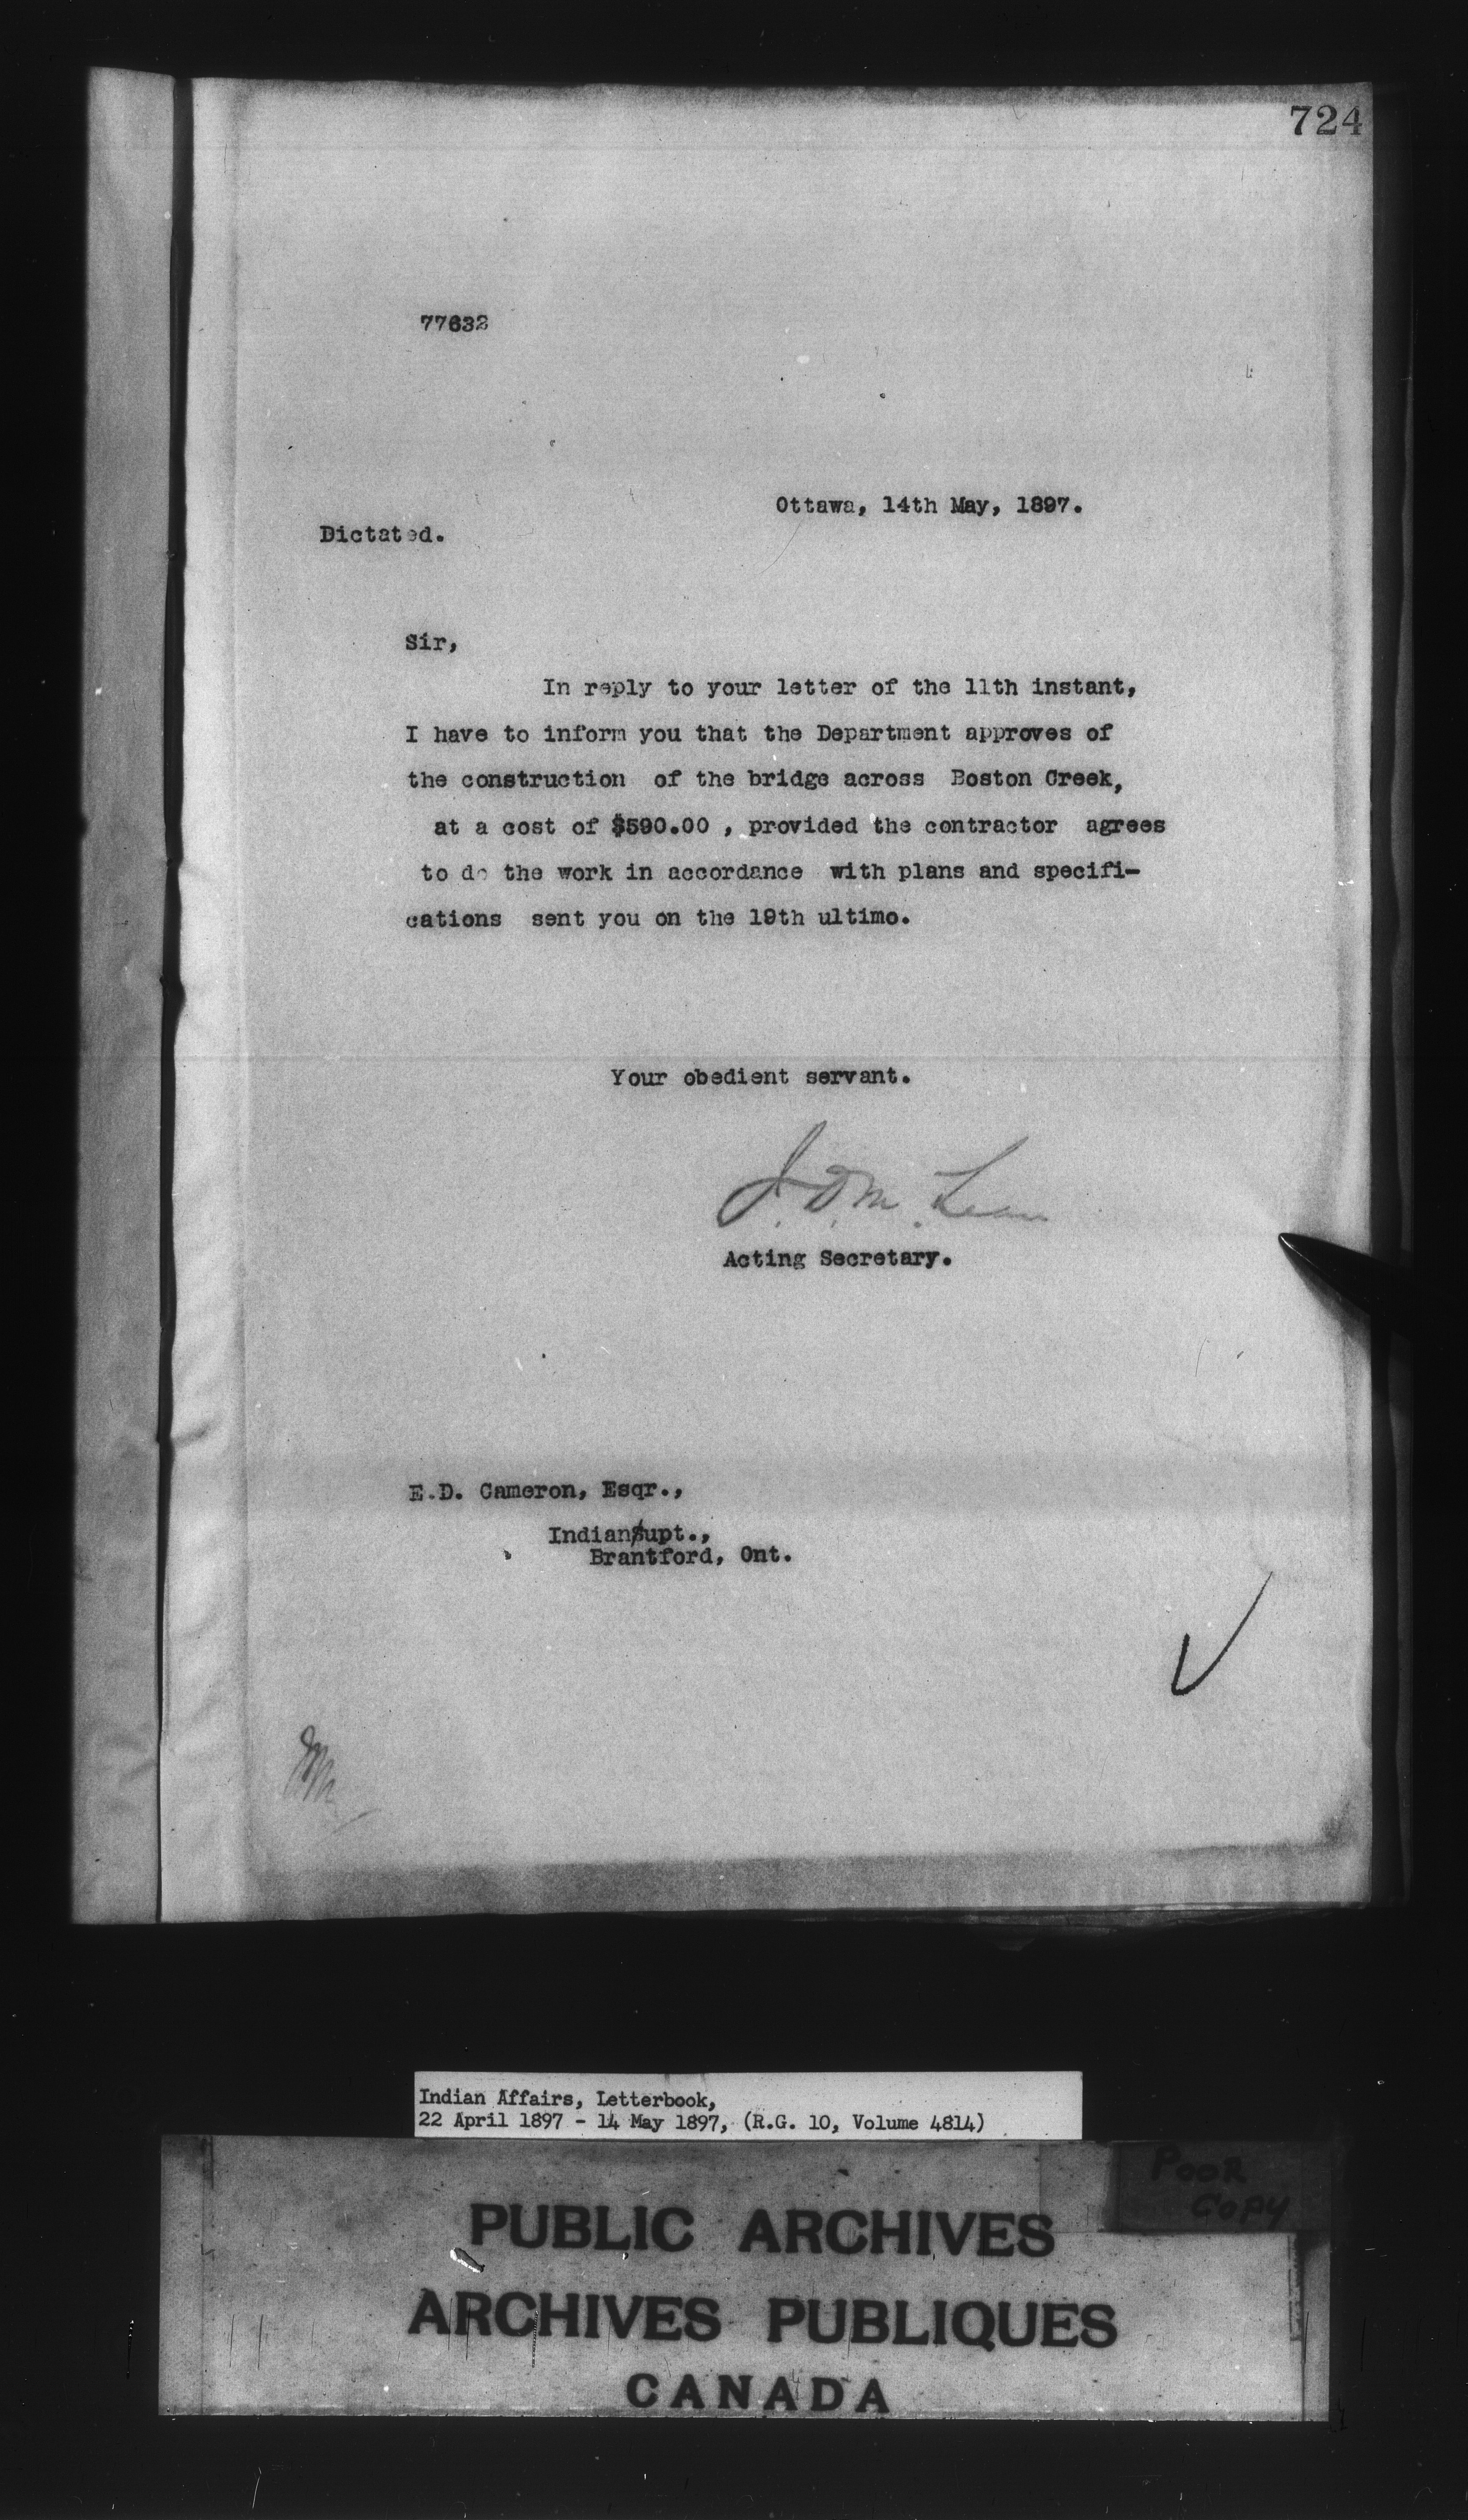 724
77632
Ottawa, 14th May, 1897.
Dictated.
Sir,
In reply to your letter of the 11th instant,
I have to inform you that the Department approves of
the construction of the bridge across Boston Creek,
at a cost of $590.00 , provided the contractor agrees
to do the work in accordance with plans and specifi-
cations sent you on the 19th ultimo.
Your obedient servant.
J. D. McLean
Acting Secretary.
E.D. Cameron, Esqr.,
Indian/Supt.,
Brantford, Ont.
Indian Affairs, Letterbook,
22 April 1897 - 14 May 1897, (R.G. 10, Volume 4814)
POOR
COPY
PUBLIC ARCHIVES
ARCHIVES PUBLIQUES
CANADA